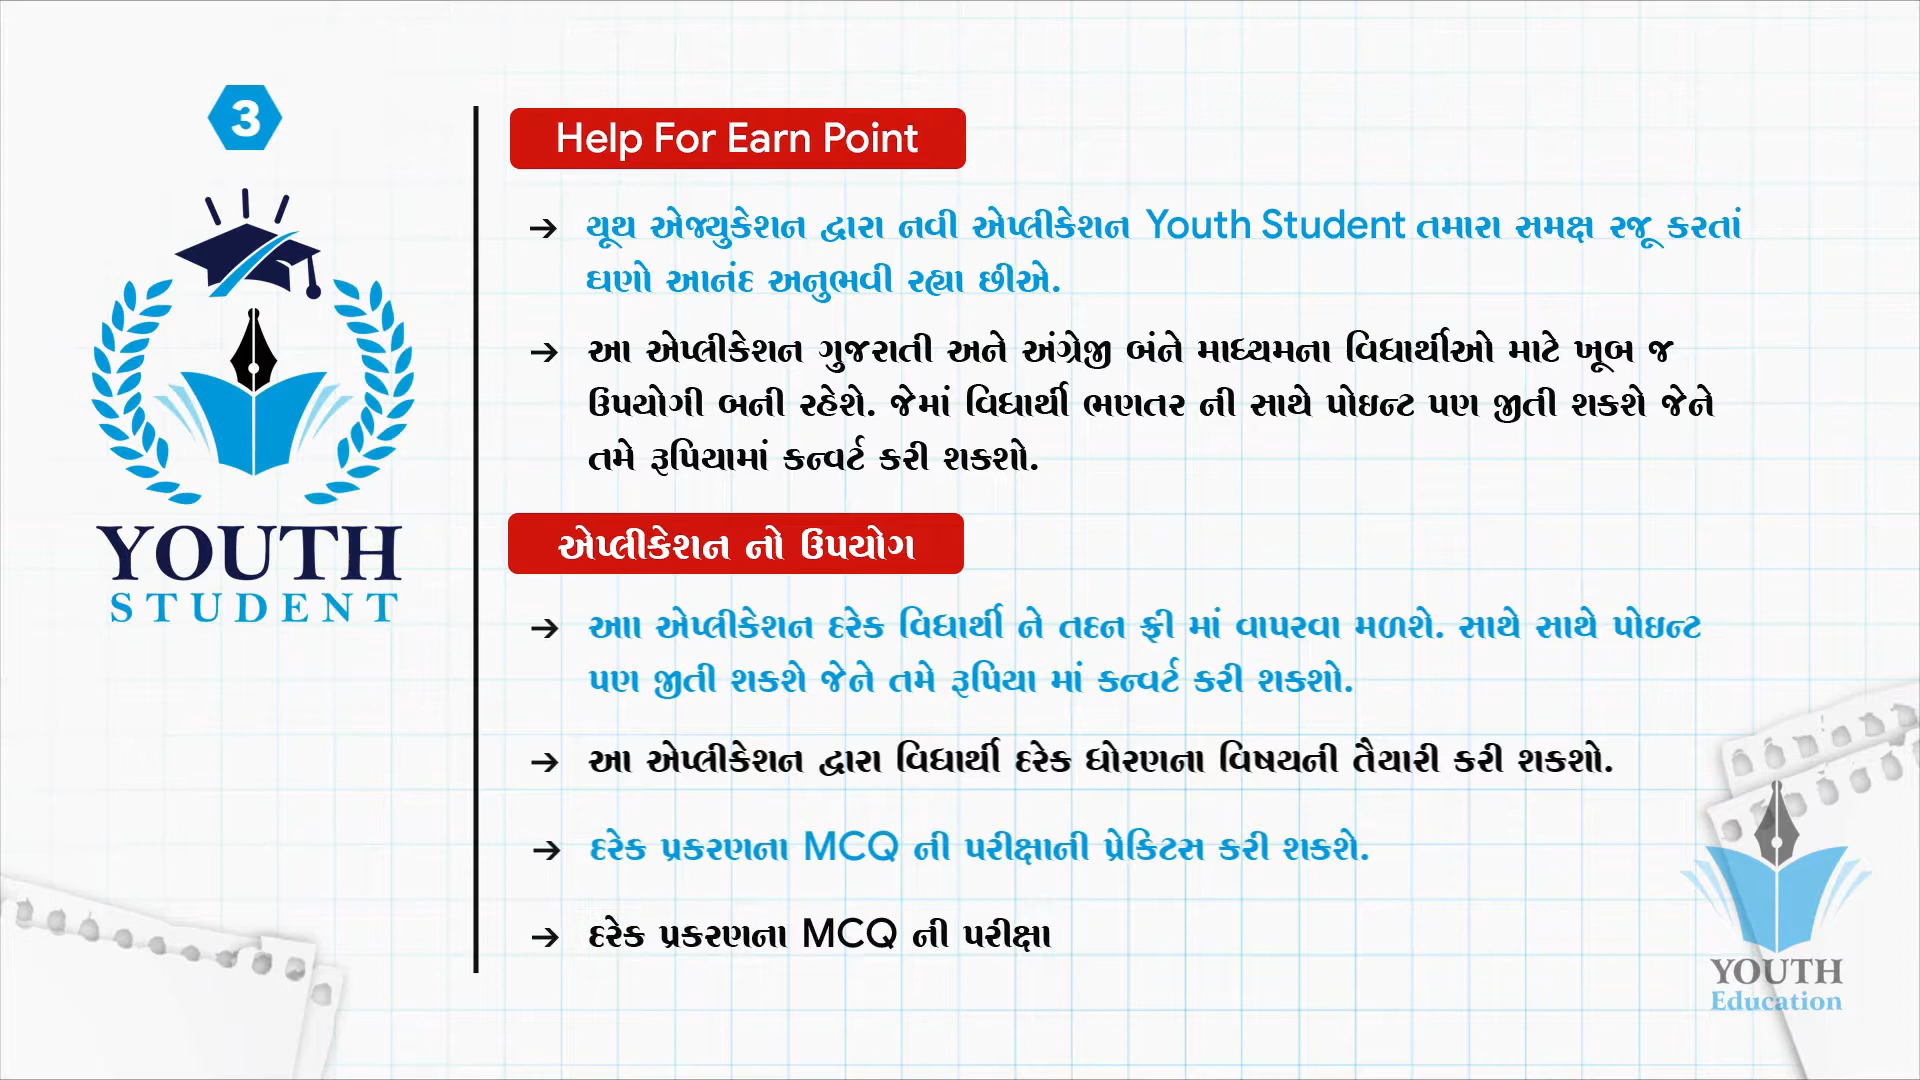 3
YOUTH
STUDENT
Help For Earn Point
→ યૂથ એજ્યુકેશન દ્વારા નવી એપ્લીકેશન Youth Student તમારા સમક્ષ રજૂ કરતાં
ઘણો આનંદ અનુભવી રહ્યા છીએ.
→ આ એપ્લીકેશન ગુજરાતી અને અંગ્રેજી બંને માધ્યમના વિધાર્થીઓ માટે ખૂબ જ
ઉપયોગી બની રહેશે. જેમાં વિધાર્થી ભણતર ની સાથે પોઇન્ટ પણ જીતી શકશે જેને
તમે રૂપિયામાં કન્વર્ટ કરી શકશો.
એપ્લીકેશન નો ઉપયોગ
→ આા એપ્લીકેશન દરેક વિધાર્થી ને તદન ફ્રી માં વાપરવા મળશે. સાથે સાથે પોઇન્ટ
પણ જીતી શકશે જેને તમે રૂપિયા માં કન્વર્ટ કરી શકશો.
→ આ એપ્લીકેશન દ્વારા વિધાર્થી દરેક ધોરણના વિષયની તૈયારી કરી શકશો.
→ દરેક પ્રકરણના MCQ ની પરીક્ષાની પ્રેકિટસ કરી શકશે.
→ દરેક પ્રકરણના MCQ ની પરીક્ષા
YOUTH
Education